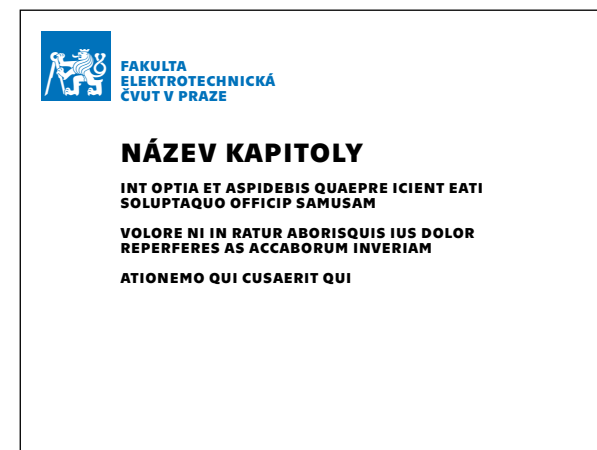 FAKULTA
ELEKTROTECHNICKÁ
ČVUT V PRAZE
NÁZEV KAPITOLY
INT OPTIA ET ASPIDEBIS QUAEPRE ICIENT EATI
SOLUPTAQUO OFFICIP SAMUSAM
VOLORE NI IN RATUR ABORISQUIS IUS DOLOR
REPERFERES AS ACCABORUM INVERIAM
ATIONEMO QUI CUSAERIT QUI